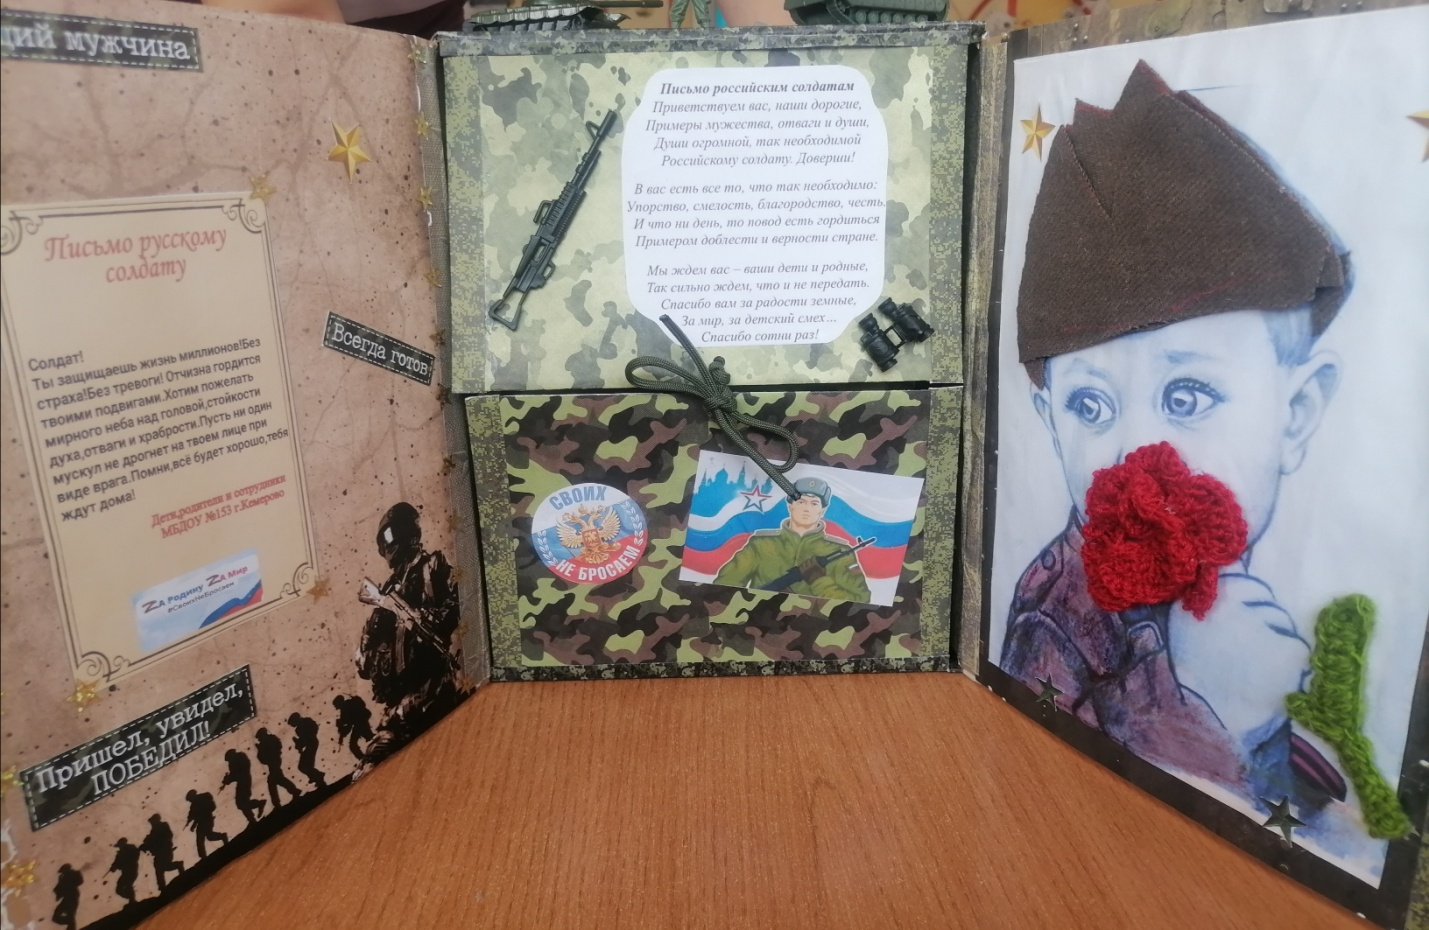 ий мужчина
Письмо русскому
солдату
Солдат!
Ты защищаешь жизнь миллионов!Без
страха!Без тревоги! Отчизна гордится
твоими подвигами.Хотим пожелать
мирного неба над головой,стойкости
духа,отваги и храбрости.Пусть ни один
мускул не дрогнет на твоем лице при
виде врага.Помни,всё будет хорошо,тебя
ждут дома!
Дети,родители и сотрудники
МБДОУ №153 г.Кемерово
ZА Родину ZА Мир
#СвоихНеБросаем
Всегда готов
Пришел, увидел,
ПОБЕДИЛ!
Письмо российским солдатам
Приветствуем вас, наши дорогие,
Примеры мужества, отваги и души,
Души огромной, так необходимой
Российскому солдату. Доверши!
В вас есть все то, что так необходимо:
Упорство, смелость, благородство, честь.
И что ни день, то повод есть гордиться
Примером доблести и верности стране.
Мы ждем вас – ваши дети и родные,
Так сильно ждем, что и не передать.
Спасибо вам за радости земные,
За мир, за детский смех…
Спасибо сотни раз!
СВОИХ
НЕ БРОСАЕМ